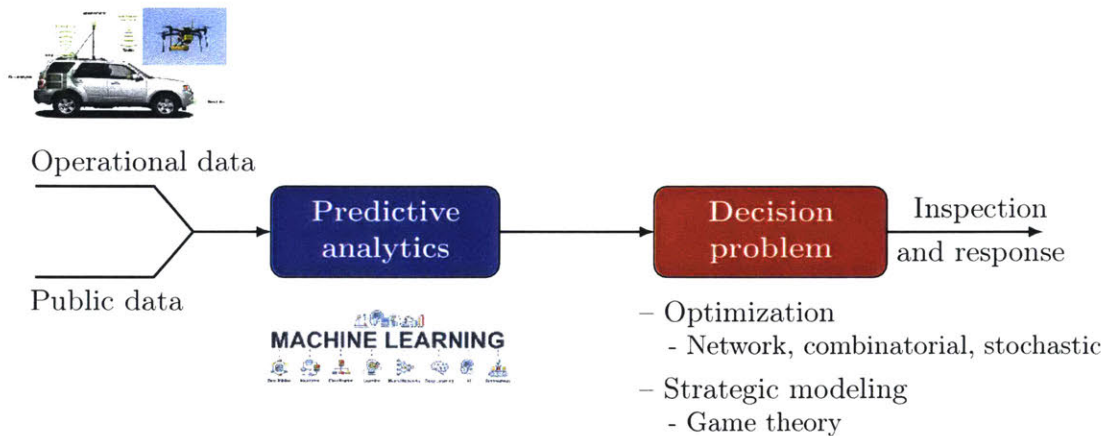 Operational data
Public data
Predictive
analytics
MACHINE LEARNING
Decision
problem
Inspection
and response
– Optimization
- Network, combinatorial, stochastic
– Strategic modeling
- Game theory